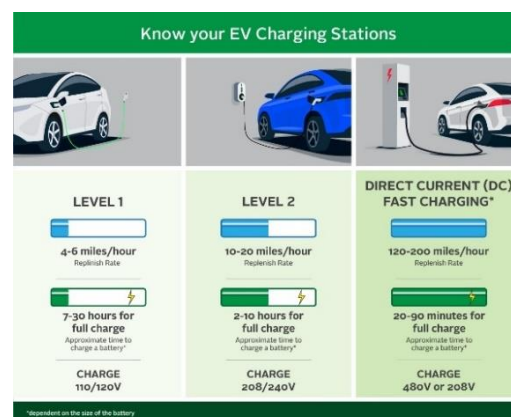 Know your EV Charging Stations
LEVEL 1
4-6 miles/hour
Replinish Rate
7-30 hours for
full charge
Approximate time to
charge a battery*
CHARGE
110/120V
LEVEL 2
10-20 miles/hour
Replenish Rate
2-10 hours for
full charge
Approximate time to
charge a battery*
CHARGE
208/240V
DIRECT CURRENT (DC)
FAST CHARGING*
120-200 miles/hour
Replenish Rate
20-90 minutes for
full charge
Approximate time to
charge a battery*
CHARGE
480V or 208V
*dependent on the size of the battery